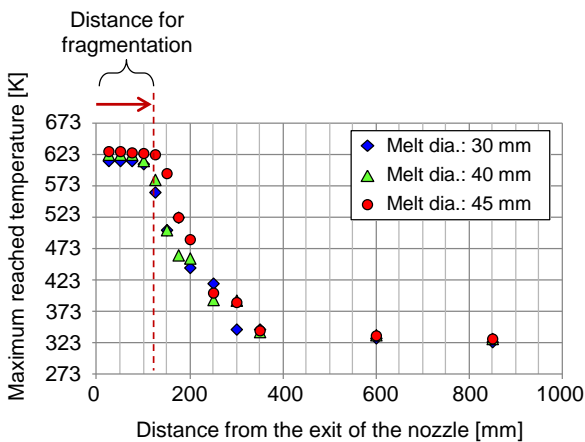 Distance for
fragmentation
Maximum reached temperature [K]
673
623
573
523
473
423
373
323
273
Melt dia.: 30 mm
Melt dia.: 40 mm
Melt dia.: 45 mm
0 200 400 600 800 1000
Distance from the exit of the nozzle [mm]